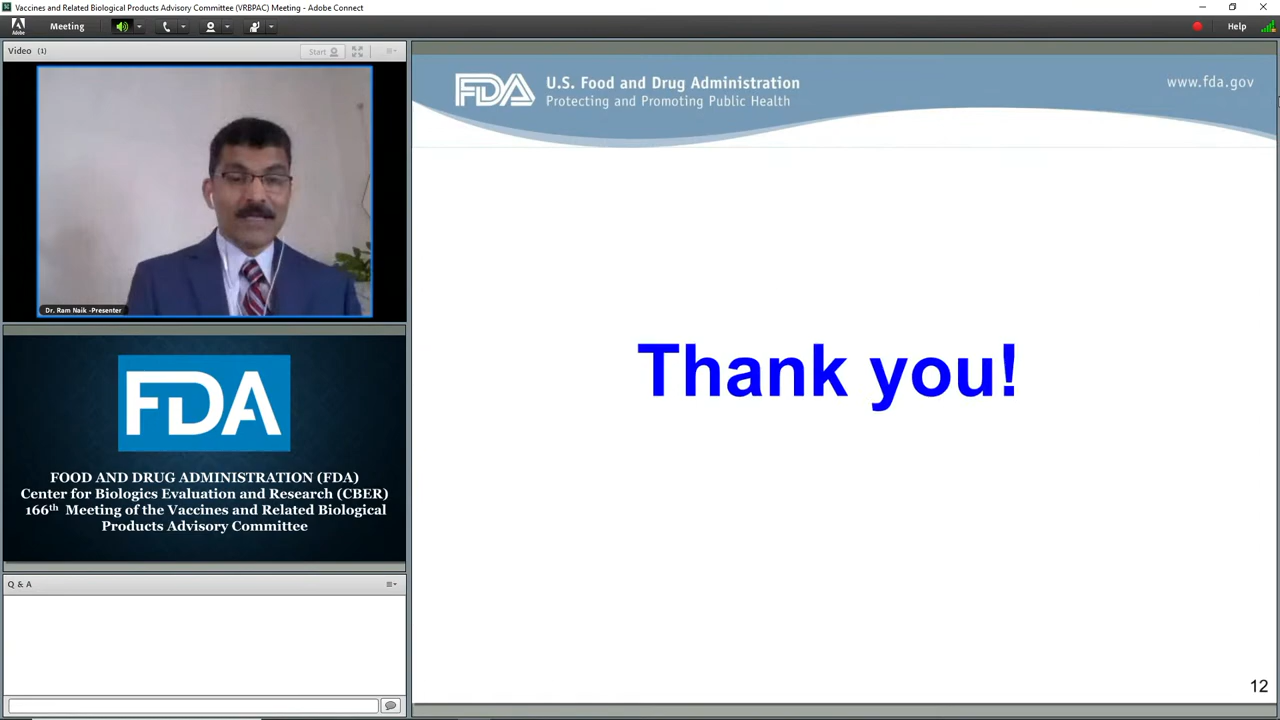 Vaccines and Related Biological Products Advisory Committee (VRBPAC) Meeting - Adobe Connect
Adobe
Meeting
Help
Video (1)
Start
Dr. Ram Naik -Presenter
FDA
FOOD AND DRUG ADMINISTRATION (FDA)
Center for Biologics Evaluation and Research (CBER)
166th Meeting of the Vaccines and Related Biological
Products Advisory Committee
Q & A
FDA
U.S. Food and Drug Administration
Protecting and Promoting Public Health
www.fda.gov
Thank you!
12